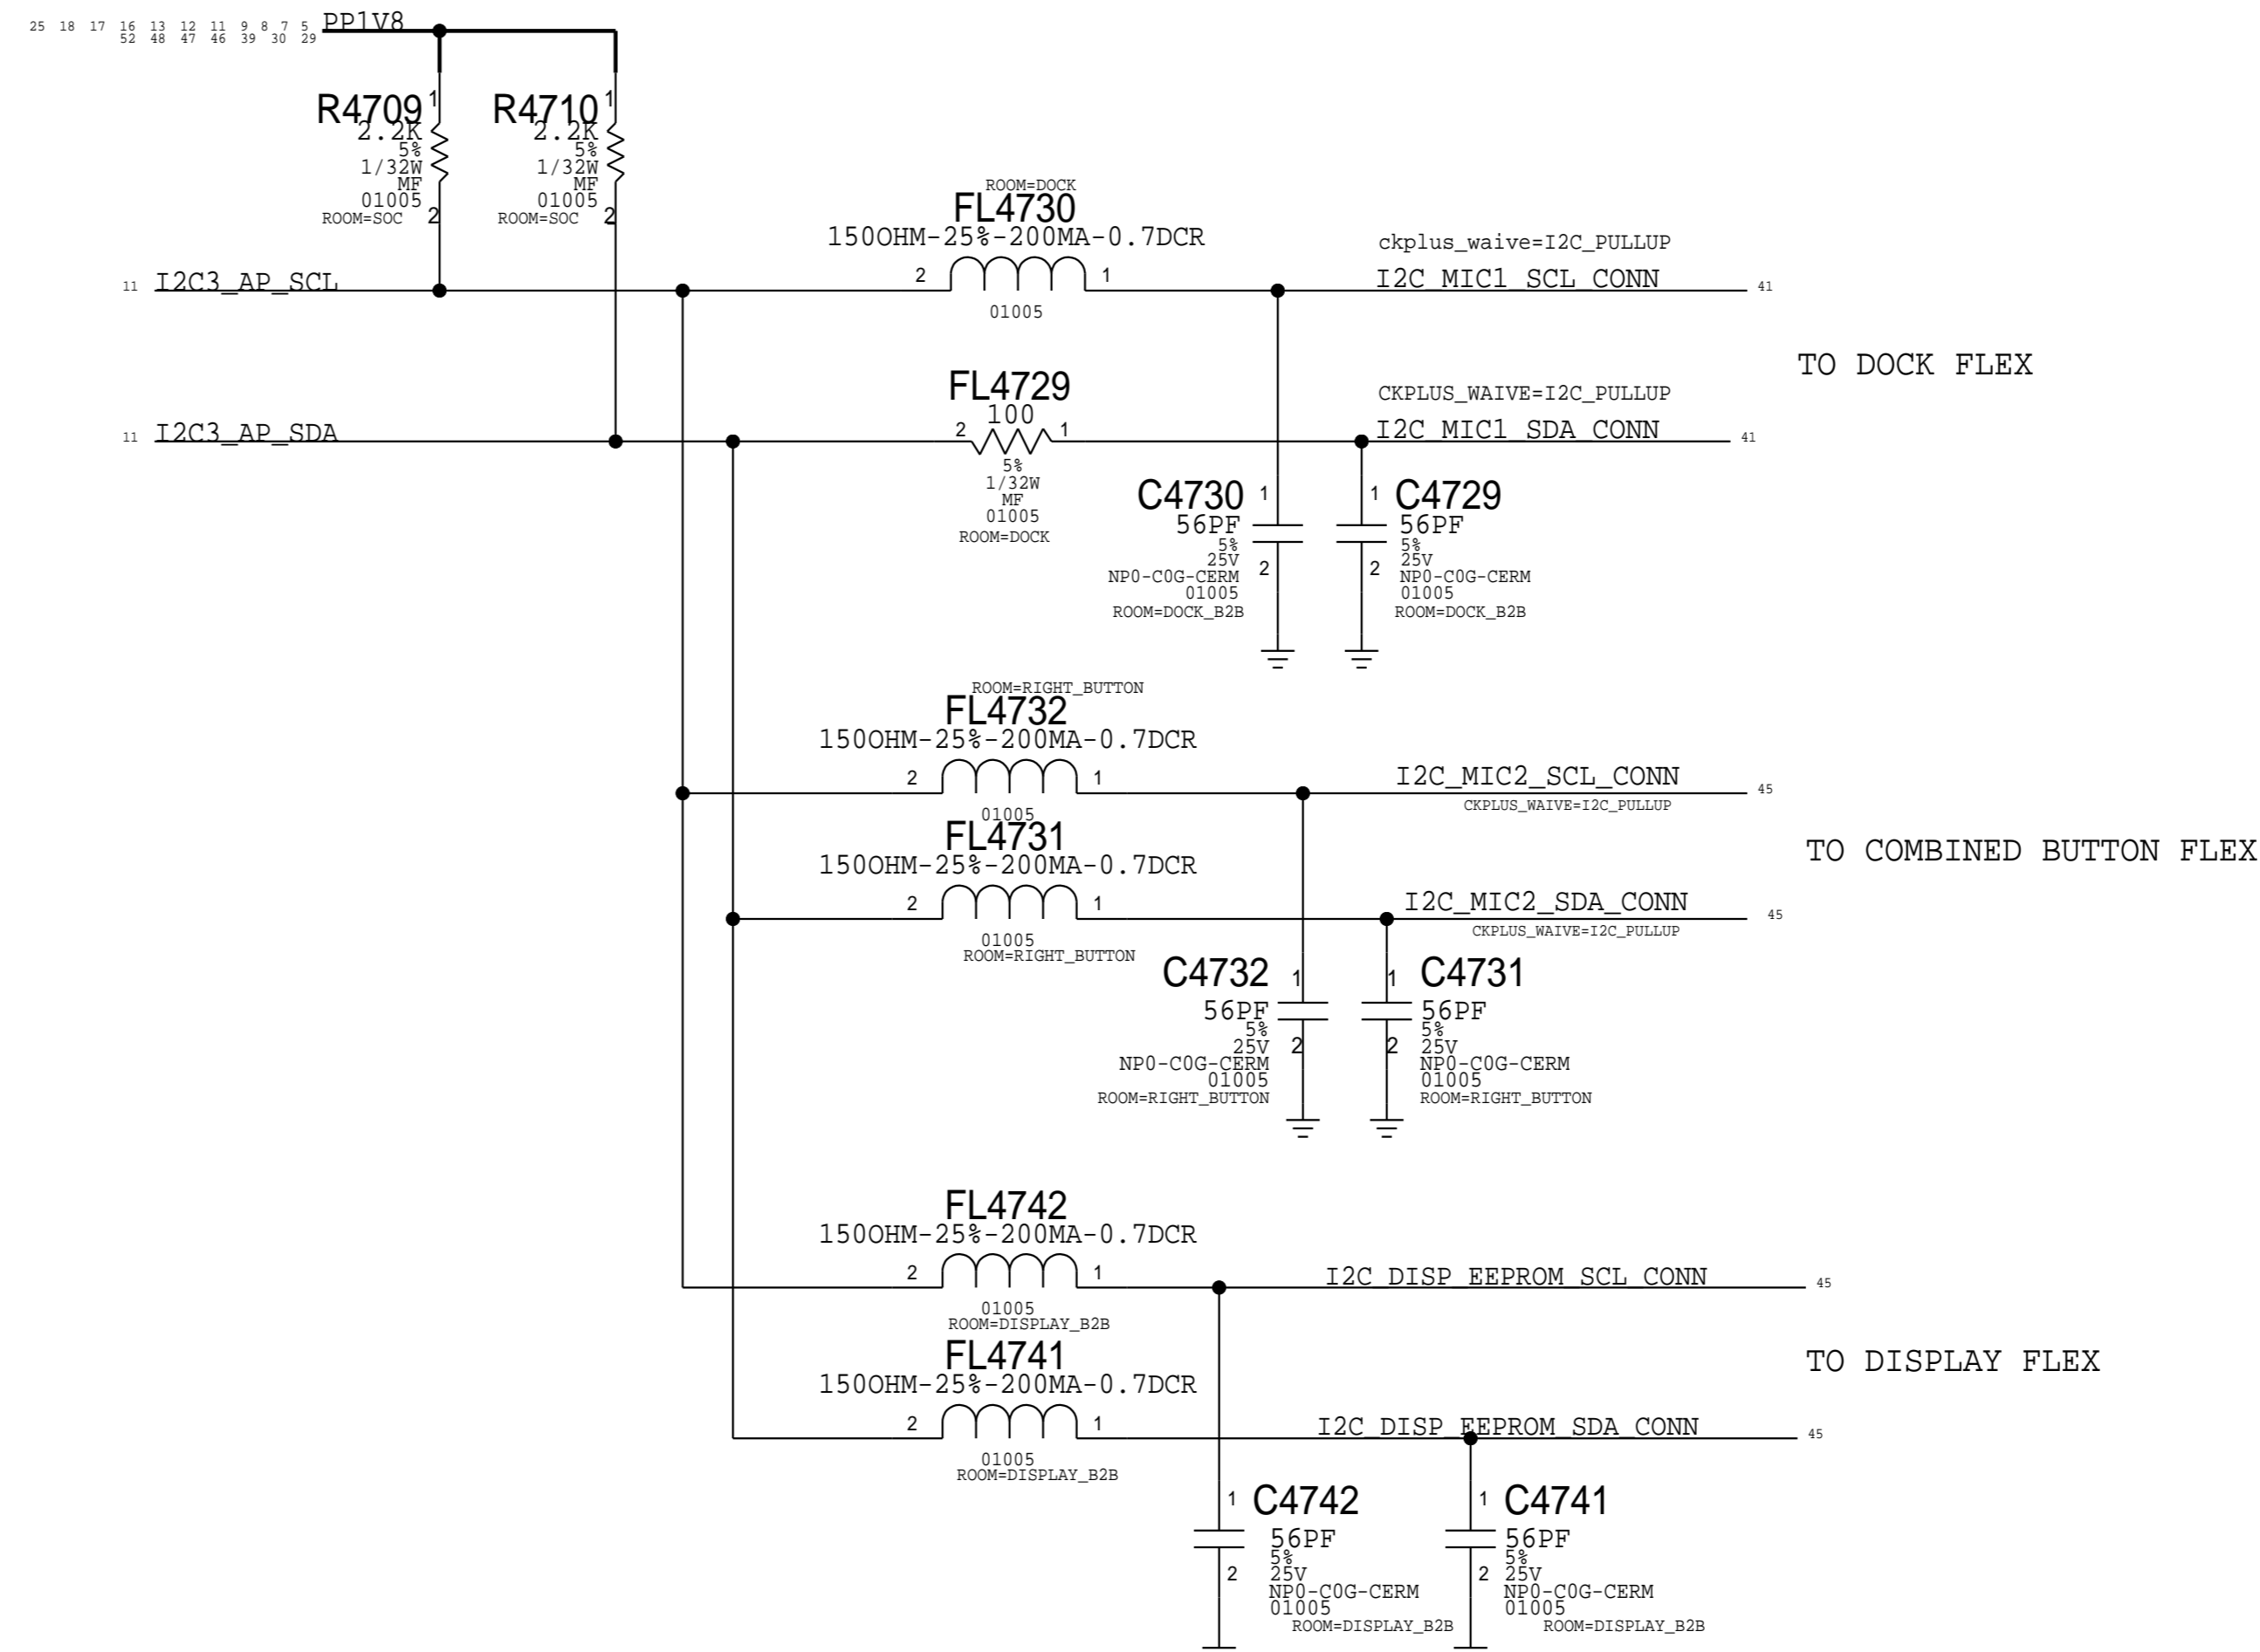 PP1V8
25 18 17 16 13 12 11 9 8 7 5
52 48 47 46 39 30 29
R4709 1
2.2K
5%
1/32W
MF
01005
ROOM=SOC 2
R4710 1
2.2K
5%
1/32W
MF
01005
ROOM=SOC 2
ROOM=DOCK
FL4730
150OHM-25%-200MA-0.7DCR
2 1
01005
ckplus_waive=I2C_PULLUP
11 I2C3_AP_SCL
I2C_MIC1_SCL_CONN 41
TO DOCK FLEX
FL4729
100
2 1
5%
1/32W
MF
01005
ROOM=DOCK
CKPLUS_WAIVE=I2C_PULLUP
11 I2C3_AP_SDA
I2C_MIC1_SDA_CONN 41
C4730 1
56PF
5%
25V
2
NP0-C0G-CERM
01005
ROOM=DOCK_B2B
1 C4729
56PF
5%
25V
2
NP0-C0G-CERM
01005
ROOM=DOCK_B2B
ROOM=RIGHT_BUTTON
FL4732
150OHM-25%-200MA-0.7DCR
2 1
01005
I2C_MIC2_SCL_CONN 45
CKPLUS_WAIVE=I2C_PULLUP
TO COMBINED BUTTON FLEX
FL4731
150OHM-25%-200MA-0.7DCR
2 1
01005
ROOM=RIGHT_BUTTON
I2C_MIC2_SDA_CONN 45
CKPLUS_WAIVE=I2C_PULLUP
C4732 1
56PF
5%
25V 2
NP0-C0G-CERM
01005
ROOM=RIGHT_BUTTON
1 C4731
56PF
5%
2 25V
NP0-C0G-CERM
01005
ROOM=RIGHT_BUTTON
FL4742
150OHM-25%-200MA-0.7DCR
2 1
01005
ROOM=DISPLAY_B2B
I2C_DISP_EEPROM_SCL_CONN 45
TO DISPLAY FLEX
FL4741
150OHM-25%-200MA-0.7DCR
2 1
01005
ROOM=DISPLAY_B2B
I2C_DISP_EEPROM_SDA_CONN 45
1 C4742
56PF
5%
2 25V
NP0-C0G-CERM
01005
ROOM=DISPLAY_B2B
1 C4741
56PF
5%
2 25V
NP0-C0G-CERM
01005
ROOM=DISPLAY_B2B